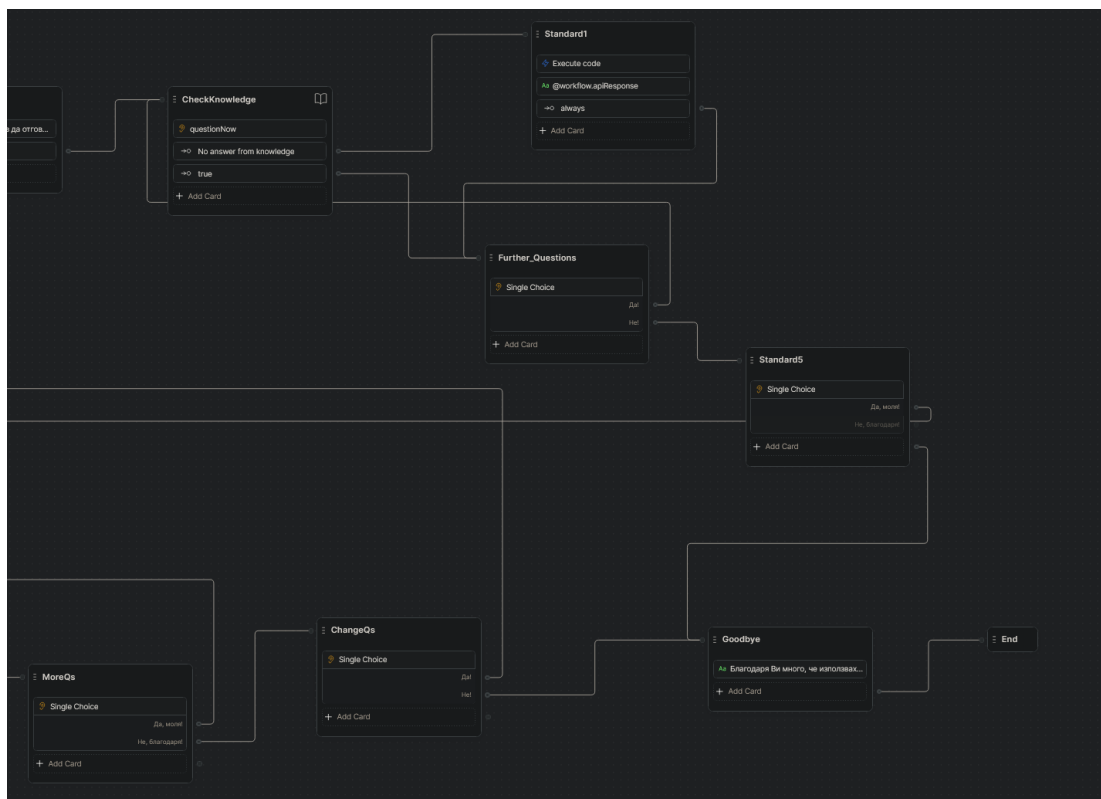 Standard1
Execute code
Aa @workflow.apiResponse
always
+ Add Card
CheckKnowledge
questionNow
No answer from knowledge
true
+ Add Card
в да отгов...
Further_Questions
Single Choice
Да!
Не!
+ Add Card
Standard5
Single Choice
Да, моля!
Не, благодаря!
+ Add Card
ChangeQs
Single Choice
Да!
Не!
+ Add Card
Goodbye
Aa Благодаря Ви много, че използвах...
+ Add Card
End
MoreQs
Single Choice
Да, моля!
Не, благодаря!
+ Add Card